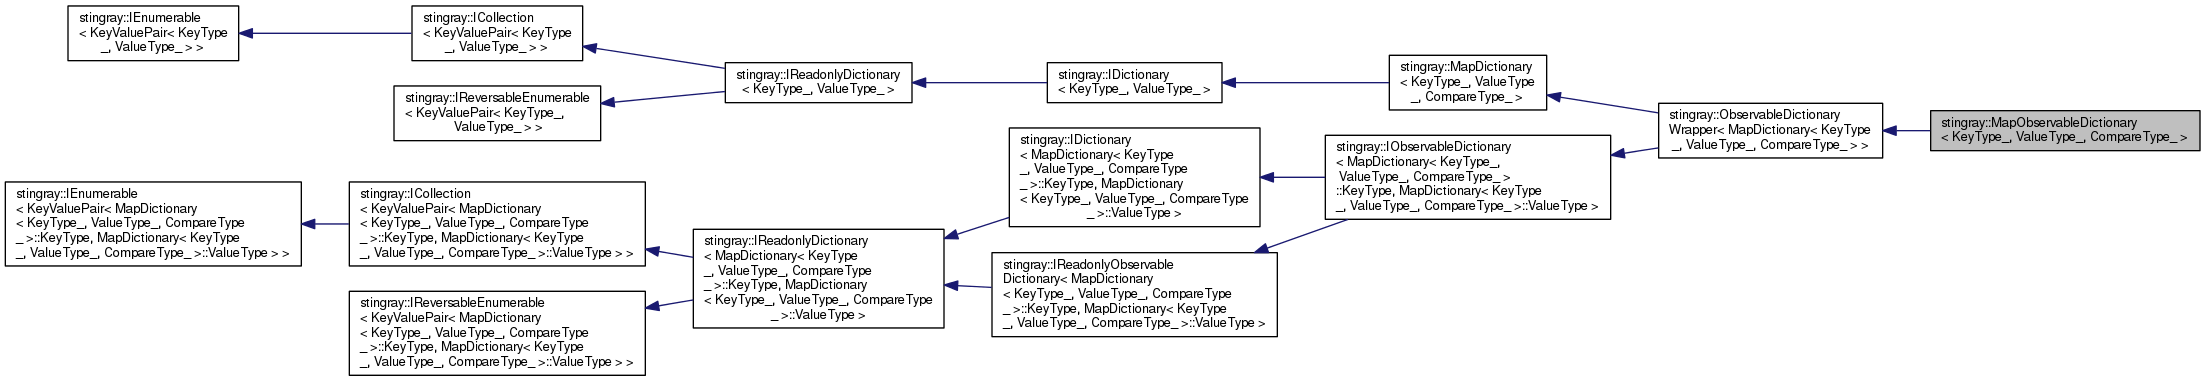 stingray::IEnumerable
< KeyValuePair< KeyType
_, ValueType_ > >
stingray::ICollection
< KeyValuePair< KeyType
_, ValueType_ > >
stingray::IReversableEnumerable
< KeyValuePair< KeyType_,
ValueType_ > >
stingray::IReadonlyDictionary
< KeyType_, ValueType_ >
stingray::IDictionary
< KeyType_, ValueType_ >
stingray::MapDictionary
< KeyType_, ValueType
_, CompareType_ >
stingray::ObservableDictionary
Wrapper< MapDictionary< KeyType
_, ValueType_, CompareType_ > >
stingray::MapObservableDictionary
< KeyType_, ValueType_, CompareType_ >
stingray::IDictionary
< MapDictionary< KeyType
_, ValueType_, CompareType
_ >::KeyType, MapDictionary
< KeyType_, ValueType_, CompareType
_ >::ValueType >
stingray::IObservableDictionary
< MapDictionary< KeyType_,
ValueType_, CompareType_ >
::KeyType, MapDictionary< KeyType
_, ValueType_, CompareType_ >::ValueType >
stingray::IEnumerable
< KeyValuePair< MapDictionary
< KeyType_, ValueType_, CompareType
_ >::KeyType, MapDictionary< KeyType
_, ValueType_, CompareType_ >::ValueType > >
stingray::ICollection
< KeyValuePair< MapDictionary
< KeyType_, ValueType_, CompareType
_ >::KeyType, MapDictionary< KeyType
_, ValueType_, CompareType_ >::ValueType > >
stingray::IReversableEnumerable
< KeyValuePair< MapDictionary
< KeyType_, ValueType_, CompareType
_ >::KeyType, MapDictionary< KeyType
_, ValueType_, CompareType_ >::ValueType > >
stingray::IReadonlyDictionary
< MapDictionary< KeyType
_, ValueType_, CompareType
_ >::KeyType, MapDictionary
< KeyType_, ValueType_, CompareType
_ >::ValueType >
stingray::IReadonlyObservable
Dictionary< MapDictionary
< KeyType_, ValueType_, CompareType
_ >::KeyType, MapDictionary< KeyType
_, ValueType_, CompareType_ >::ValueType >